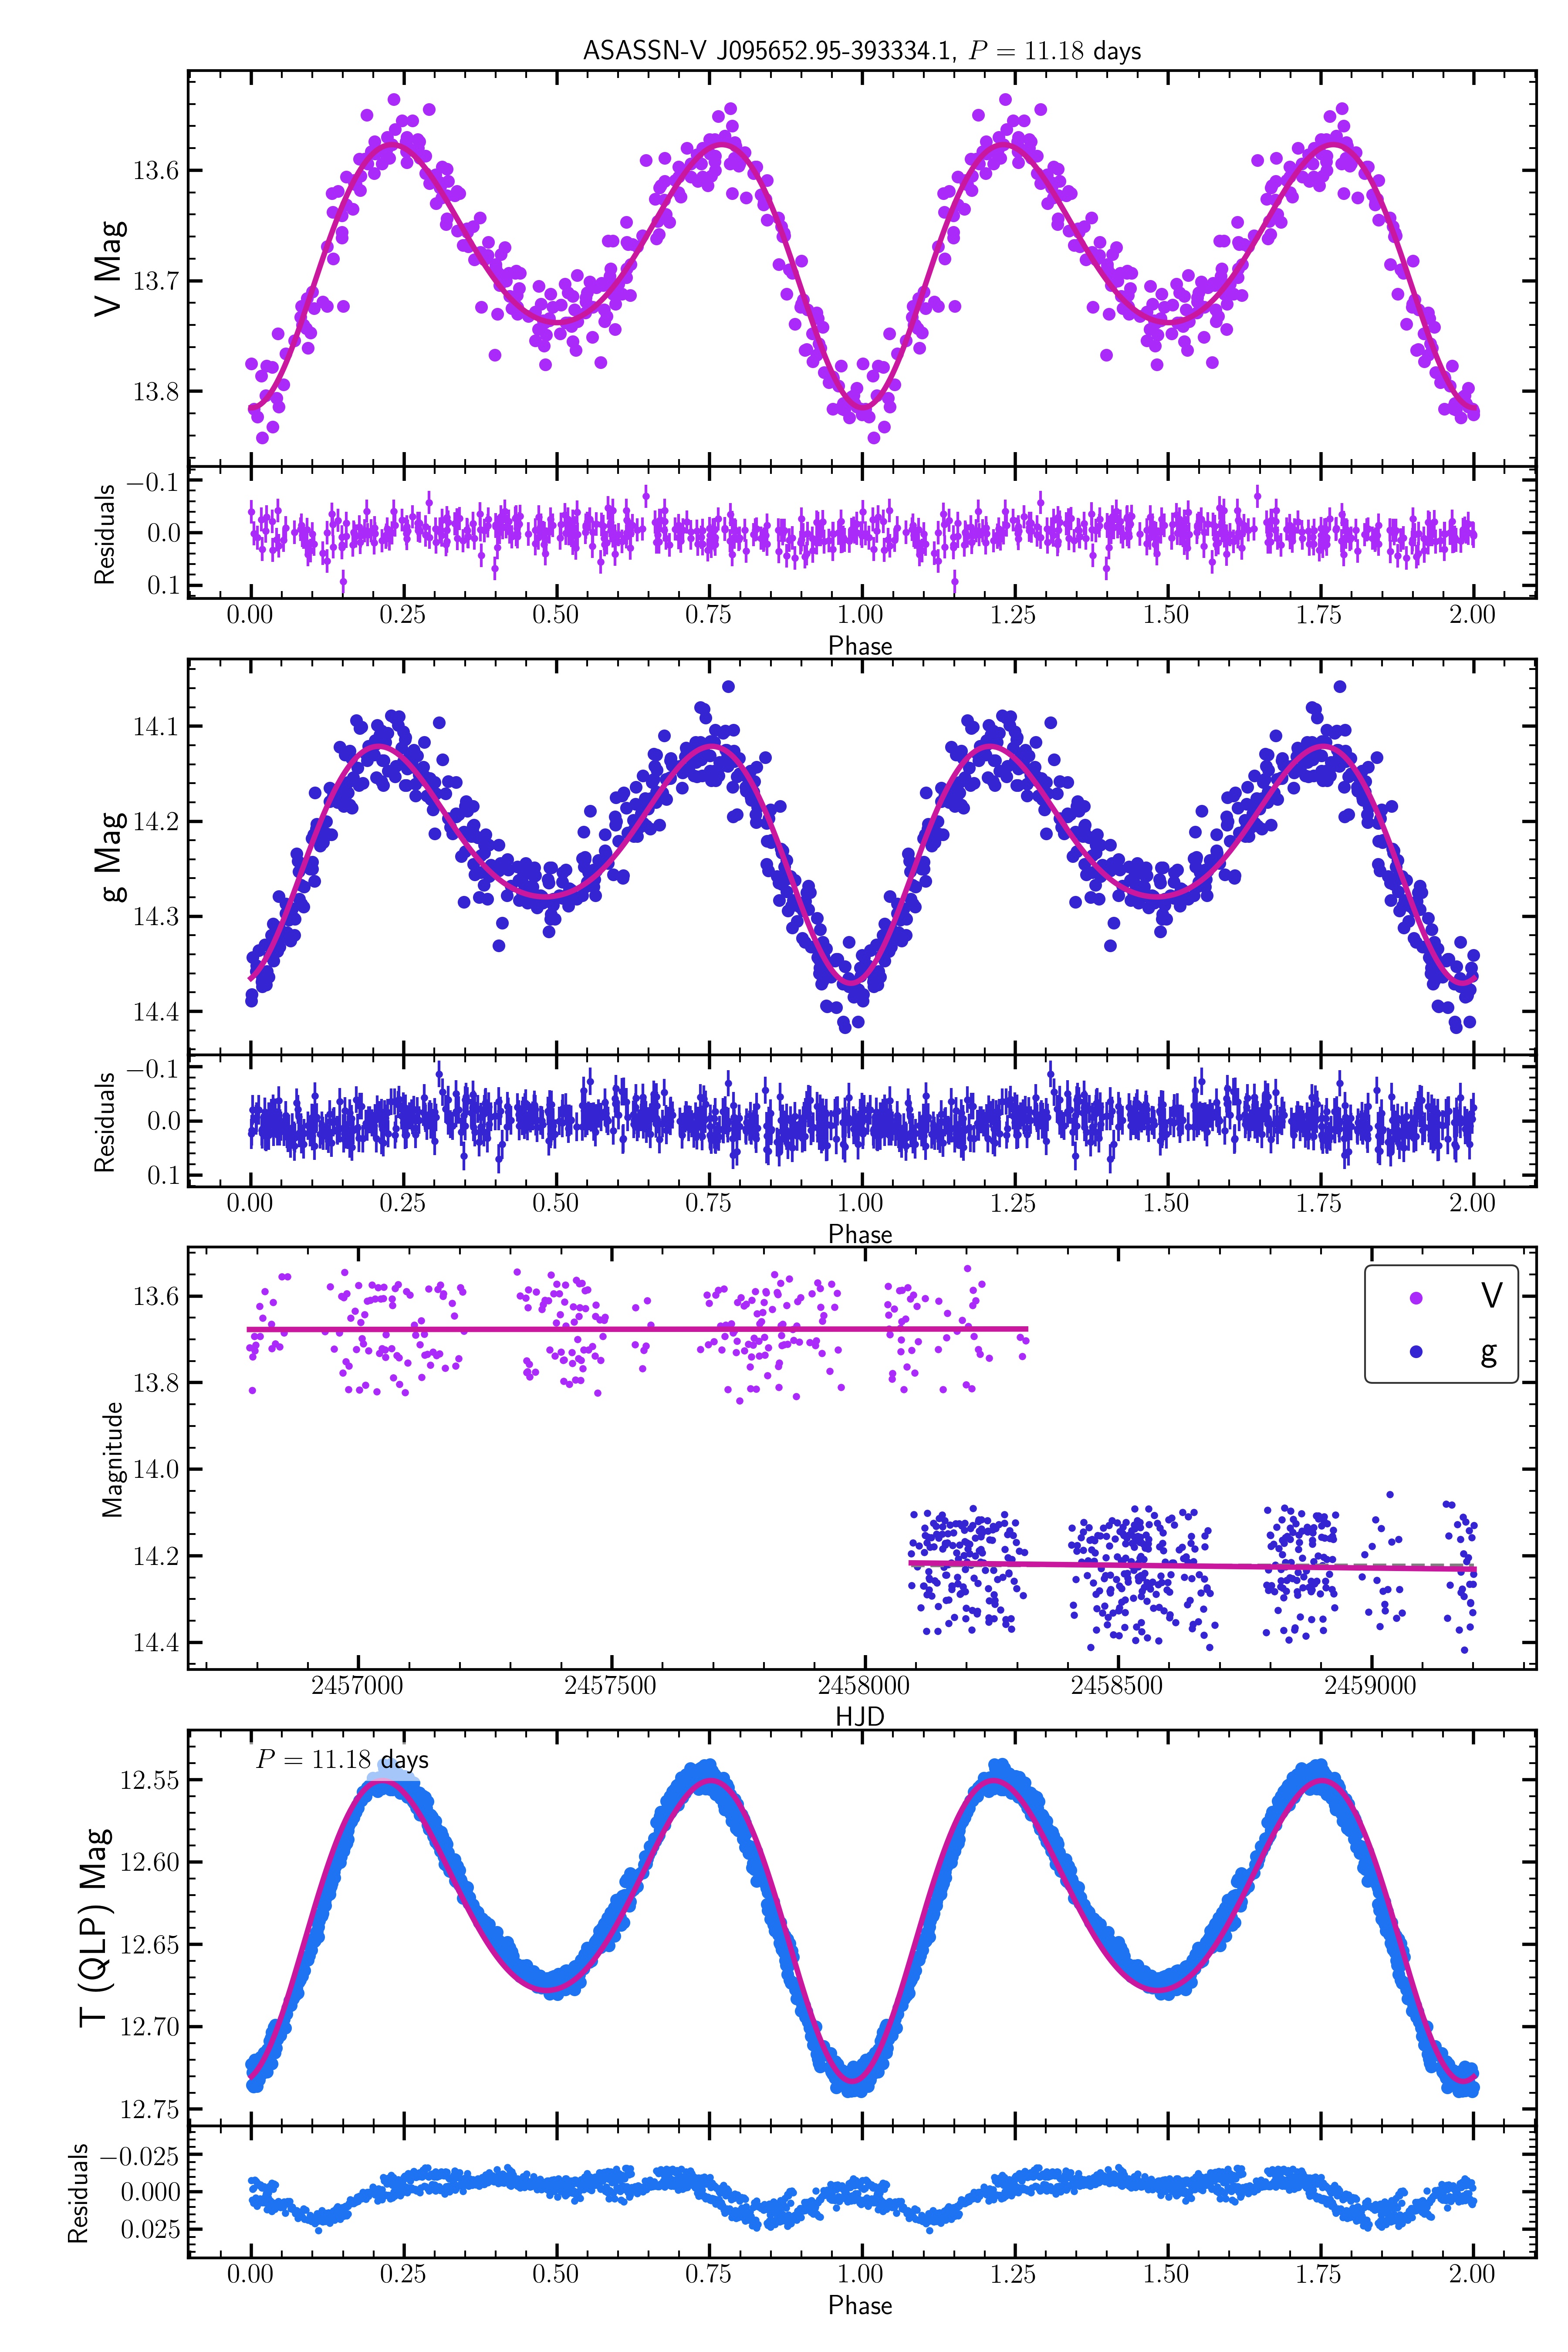 ASASSN-V J095652.95-393334.1, P = 11.18 days
V Mag
13.6
13.7
13.8
Residuals
−0.1
0.0
0.1
0.00 0.25 0.50 0.75 1.00 1.25 1.50 1.75 2.00
Phase
g Mag
14.1
14.2
14.3
14.4
Residuals
−0.1
0.0
0.1
0.00 0.25 0.50 0.75 1.00 1.25 1.50 1.75 2.00
Phase
Magnitude
13.6
13.8
14.0
14.2
14.4
V
g
2457000 2457500 2458000 2458500 2459000
HJD
P = 11.18 days
T (QLP) Mag
12.55
12.60
12.65
12.70
12.75
Residuals
−0.025
0.000
0.025
0.00 0.25 0.50 0.75 1.00 1.25 1.50 1.75 2.00
Phase